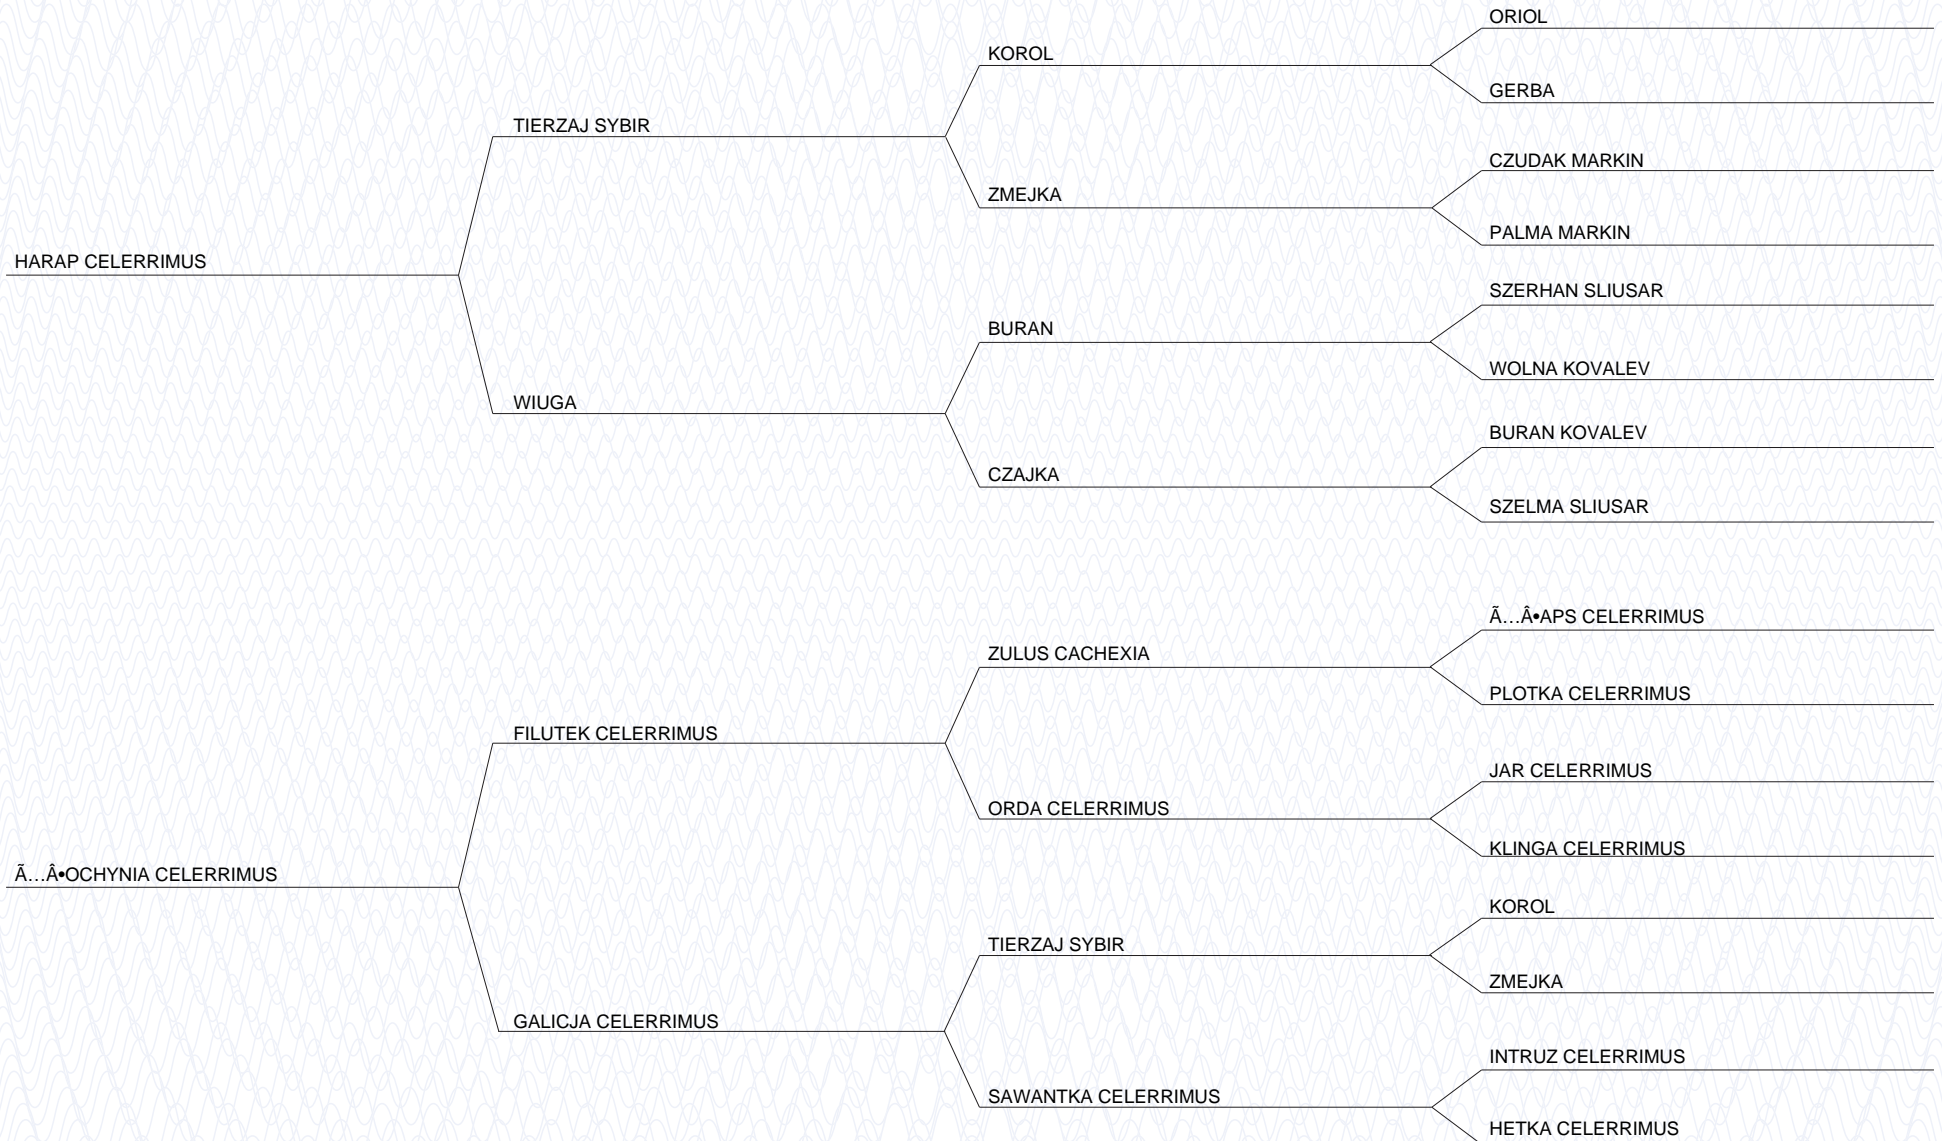 ORIOL
KOROL
GERBA
TIERZAJ SYBIR
CZUDAK MARKIN
ZMEJKA
PALMA MARKIN
HARAP CELERRIMUS
SZERHAN SLIUSAR
BURAN
WOLNA KOVALEV
WIUGA
BURAN KOVALEV
CZAJKA
SZELMA SLIUSAR
Ã…Â•APS CELERRIMUS
ZULUS CACHEXIA
PLOTKA CELERRIMUS
FILUTEK CELERRIMUS
JAR CELERRIMUS
ORDA CELERRIMUS
KLINGA CELERRIMUS
Ã…Â•OCHYNIA CELERRIMUS
KOROL
TIERZAJ SYBIR
ZMEJKA
GALICJA CELERRIMUS
INTRUZ CELERRIMUS
SAWANTKA CELERRIMUS
HETKA CELERRIMUS